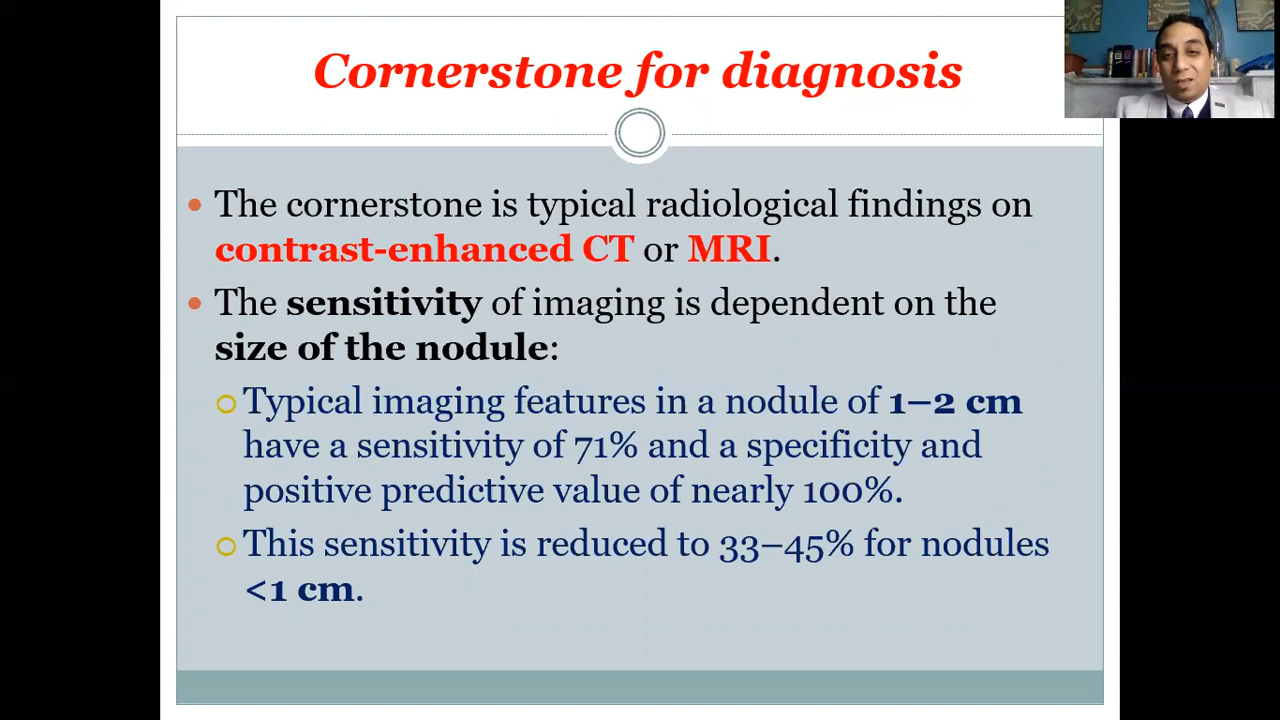 Cornerstone for diagnosis
The cornerstone is typical radiological findings on
contrast-enhanced CT or MRI.
The sensitivity of imaging is dependent on the
size of the nodule:
Typical imaging features in a nodule of 1–2 cm
have a sensitivity of 71% and a specificity and
positive predictive value of nearly 100%.
This sensitivity is reduced to 33–45% for nodules
<1 cm.